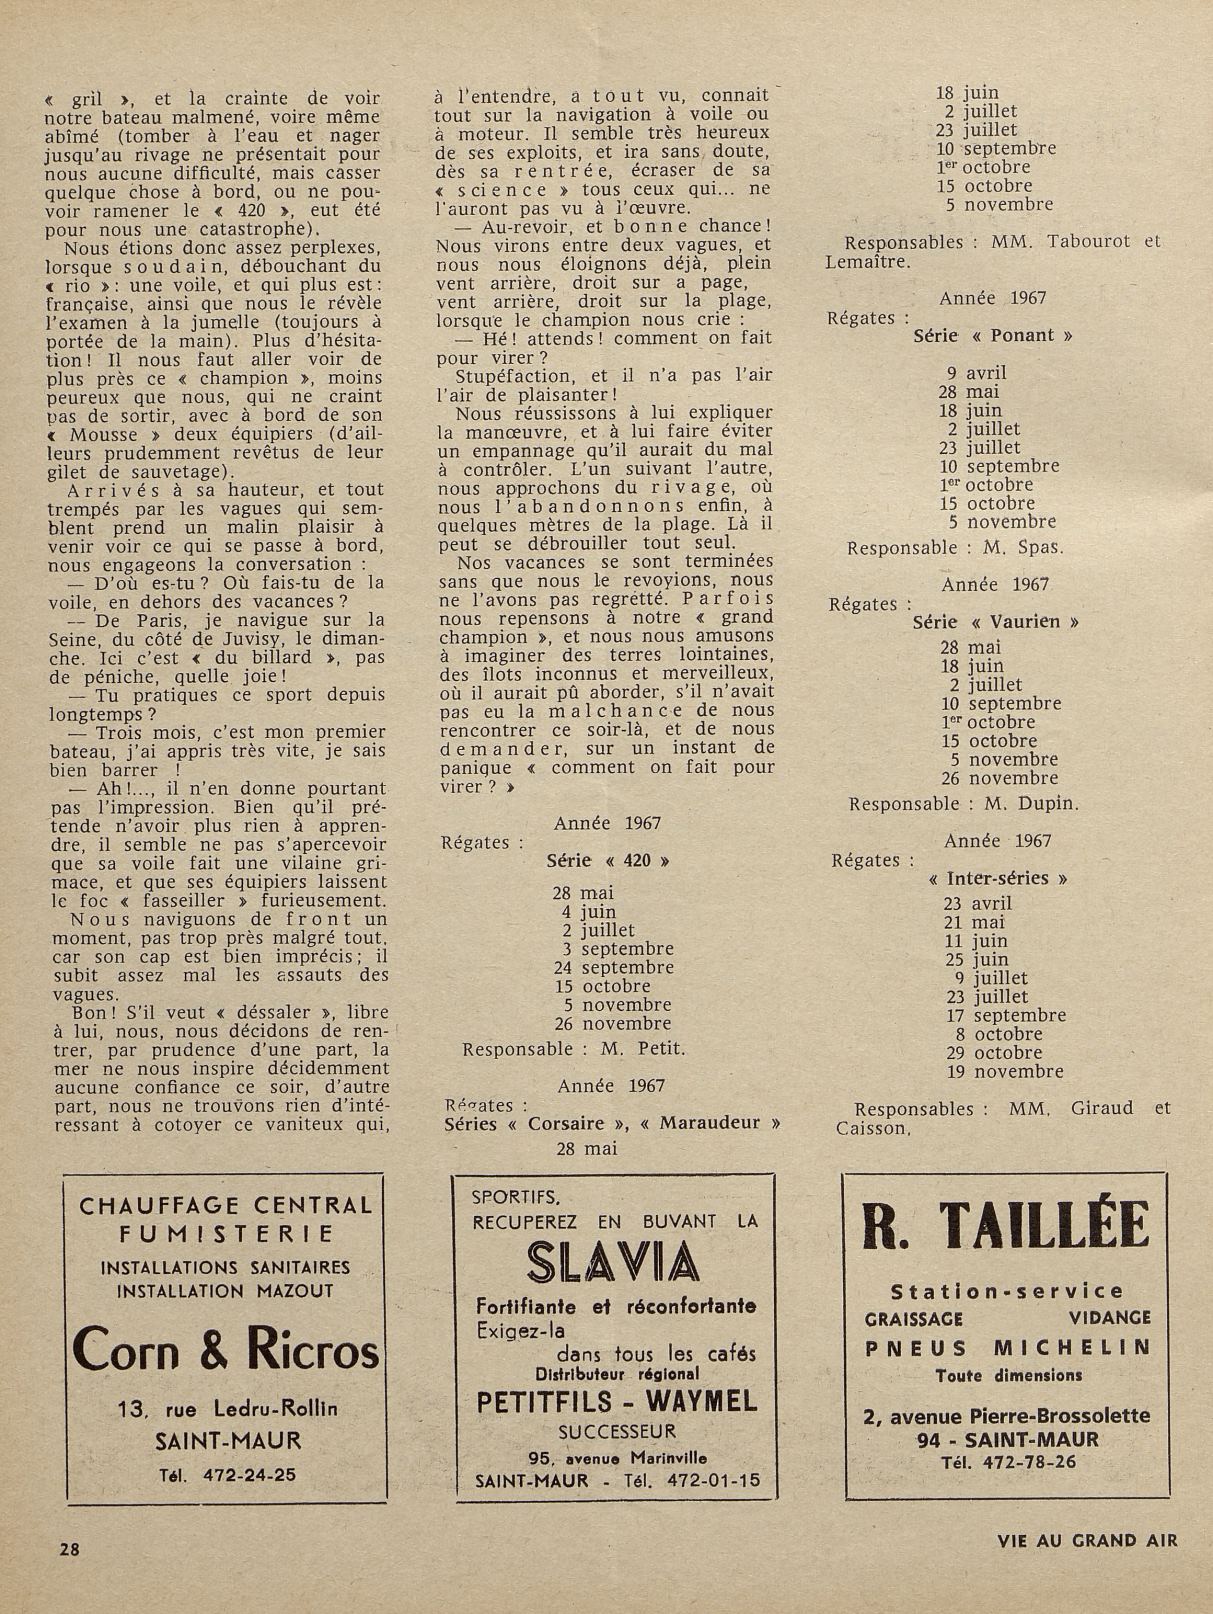 « gril », et la crainte de voir
notre bateau malmené, voire même
abîmé (tomber à l'eau et nager
jusqu'au rivage ne présentait pour
nous aucune difficulté, mais casser
quelque chose à bord, ou ne pou-
voir ramener le « 420 », eut été
pour nous une catastrophe).
Nous étions donc assez perplexes,
lorsque soudain, débouchant du
« rio » : une voile, et qui plus est :
française, ainsi que nous le révèle
l'examen à la jumelle (toujours à
portée de la main). Plus d'hésita-
tion ! Il nous faut aller voir de
plus près ce « champion », moins
peureux que nous, qui ne craint
pas de sortir, avec à bord de son
« Mousse » deux équipiers (d'ail-
leurs prudemment revêtus de leur
gilet de sauvetage).
Arrivés à sa hauteur, et tout
trempés par les vagues qui sem-
blent prend un malin plaisir à
venir voir ce qui se passe à bord,
nous engageons la conversation :
— D'où es-tu ? Où fais-tu de la
voile, en dehors des vacances ?
— De Paris, je navigue sur la
Seine, du côté de Juvisy, le diman-
che. Ici c'est « du billard », pas
de péniche, quelle joie !
— Tu pratiques ce sport depuis
longtemps ?
— Trois mois, c'est mon premier
bateau, j'ai appris très vite, je sais
bien barrer !
— Ah !..., il n'en donne pourtant
pas l'impression. Bien qu'il pré-
tende n'avoir plus rien à appren-
dre, il semble ne pas s'apercevoir
que sa voile fait une vilaine gri-
mace, et que ses équipiers laissent
le foc « fasseiller » furieusement.
Nous naviguons de front un
moment, pas trop près malgré tout,
car son cap est bien imprécis ; il
subit assez mal les assauts des
vagues.
Bon ! S'il veut « déssaler », libre
à lui, nous, nous décidons de ren-
trer, par prudence d'une part, la
mer ne nous inspire décidemment
aucune confiance ce soir, d'autre
part, nous ne trouvons rien d'inté-
ressant à cotoyer ce vaniteux qui,
à l'entendre, a tout vu, connait
tout sur la navigation à voile ou
à moteur. Il semble très heureux
de ses exploits, et ira sans doute,
dès sa rentrée, écraser de sa
« science » tous ceux qui... ne
l'auront pas vu à l'œuvre.
— Au-revoir, et bonne chance !
Nous virons entre deux vagues, et
nous nous éloignons déjà, plein
vent arrière, droit sur a page,
vent arrière, droit sur la plage,
lorsque le champion nous crie :
— Hé ! attends ! comment on fait
pour virer ?
Stupéfaction, et il n'a pas l'air
l'air de plaisanter !
Nous réussissons à lui expliquer
la manœuvre, et à lui faire éviter
un empannage qu'il aurait du mal
à contrôler. L'un suivant l'autre,
nous approchons du rivage, où
nous l'abandonnons enfin, à
quelques mètres de la plage. Là il
peut se débrouiller tout seul.
Nos vacances se sont terminées
sans que nous le revoyions, nous
ne l'avons pas regretté. Parfois
nous repensons à notre « grand
champion », et nous nous amusons
à imaginer des terres lointaines,
des îlots inconnus et merveilleux,
où il aurait pû aborder, s'il n'avait
pas eu la malchance de nous
rencontrer ce soir-là, et de nous
demander, sur un instant de
panique « comment on fait pour
virer ? »
Année 1967
Régates :
Série « 420 »
28 mai
4 juin
2 juillet
3 septembre
24 septembre
15 octobre
5 novembre
26 novembre
Responsable : M. Petit.
Année 1967
Régates :
Séries « Corsaire », « Maraudeur »
28 mai
18 juin
2 juillet
23 juillet
10 septembre
1er octobre
15 octobre
5 novembre
Responsables : MM. Tabourot et
Lemaître.
Année 1967
Régates :
Série « Ponant »
9 avril
28 mai
18 juin
2 juillet
23 juillet
10 septembre
1er octobre
15 octobre
5 novembre
Responsable : M. Spas.
Année 1967
Régates :
Série « Vaurien »
28 mai
18 juin
2 juillet
10 septembre
1er octobre
15 octobre
5 novembre
26 novembre
Responsable : M. Dupin.
Année 1967
Régates :
« Inter-séries »
23 avril
21 mai
11 juin
25 juin
9 juillet
23 juillet
17 septembre
8 octobre
29 octobre
19 novembre
Responsables : MM. Giraud et
Caisson.
CHAUFFAGE CENTRAL
FUMISTERIE
INSTALLATIONS SANITAIRES
INSTALLATION MAZOUT
Corn & Ricros
13, rue Ledru-Rollin
SAINT-MAUR
Tél. 472-24-25
SPORTIFS,
RECUPEREZ EN BUVANT LA
SLAVIA
Fortifiante et réconfortante
Exigez-la
dans tous les cafés
Distributeur régional
PETITFILS - WAYMEL
SUCCESSEUR
95, avenue Marinville
SAINT-MAUR - Tél. 472-01-15
R. TAILLÉE
Station-service
GRAISSAGE VIDANGE
PNEUS MICHELIN
Toute dimensions
2, avenue Pierre-Brossolette
94 - SAINT-MAUR
Tél. 472-78-26
28
VIE AU GRAND AIR